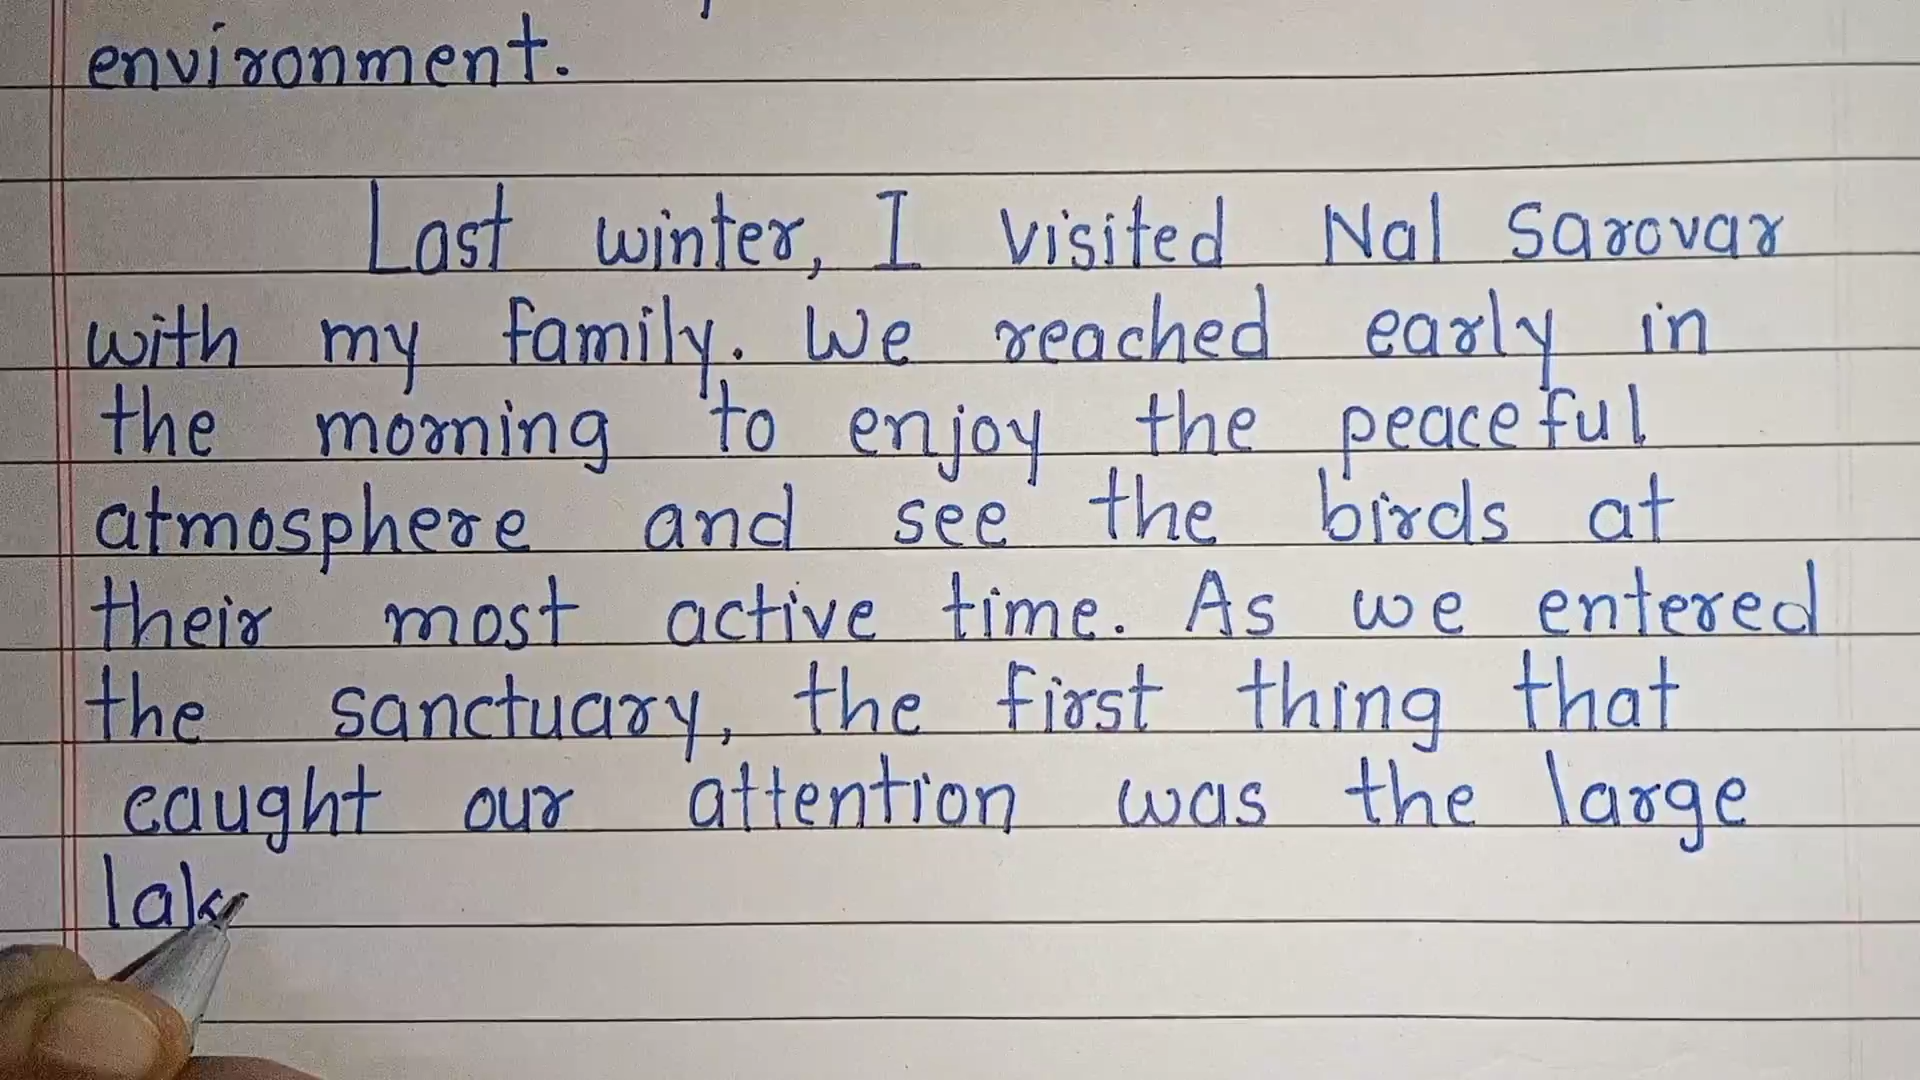 environment.
Last winter, I visited Nal Sarovar
with my family. We reached early in
the morning to enjoy the peaceful
atmosphere and see the birds at
their most active time. As we entered
the sanctuary, the first thing that
caught our attention was the large
lak